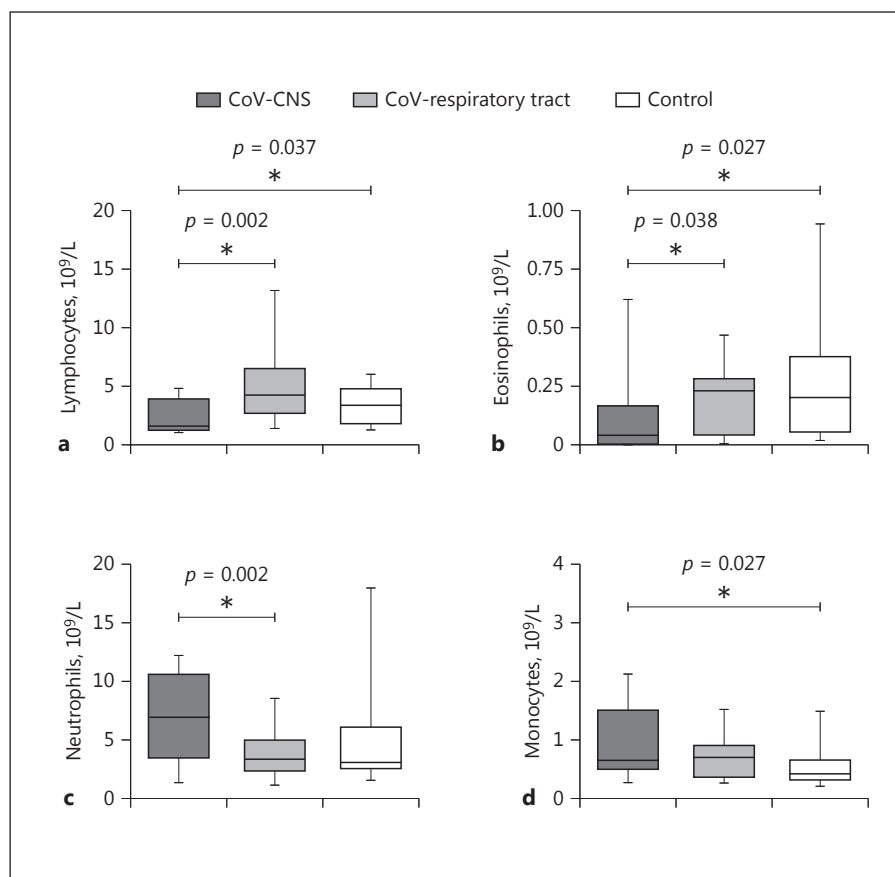 CoV-CNS CoV-respiratory tract Control
p = 0.037
*
p = 0.002
*
20
15
10
5
0
Lymphocytes, 10⁹/L
a
p = 0.027
*
p = 0.038
*
1.00
0.75
0.50
0.25
0
Eosinophils, 10⁹/L
b
p = 0.002
*
20
15
10
5
0
Neutrophils, 10⁹/L
c
p = 0.027
*
4
3
2
1
0
Monocytes, 10⁹/L
d